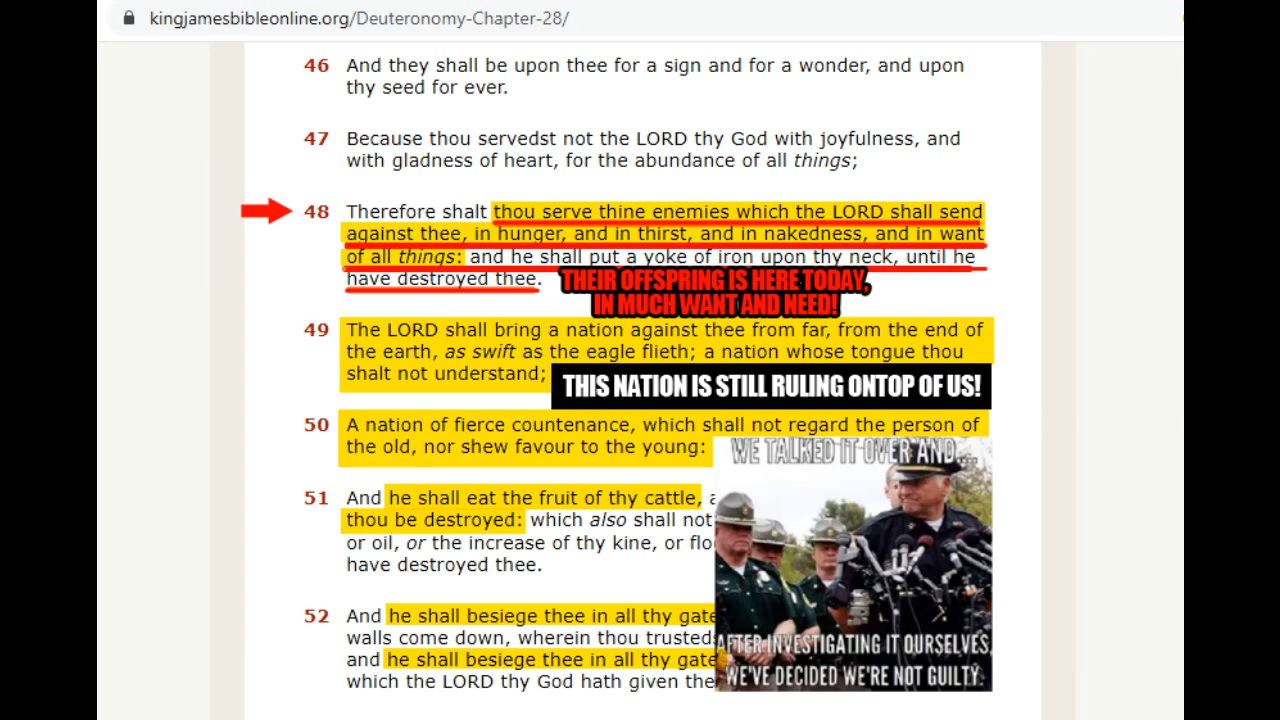 kingjamesbibleonline.org/Deuteronomy-Chapter-28/
46 And they shall be upon thee for a sign and for a wonder, and upon
thy seed for ever.
47 Because thou servedst not the LORD thy God with joyfulness, and
with gladness of heart, for the abundance of all things;
48 Therefore shalt thou serve thine enemies which the LORD shall send
against thee, in hunger, and in thirst, and in nakedness, and in want
of all things: and he shall put a yoke of iron upon thy neck, until he
have destroyed thee.
THEIR OFFSPRING IS HERE TODAY,
IN MUCH WANT AND NEED!
49 The LORD shall bring a nation against thee from far, from the end of
the earth, as swift as the eagle flieth; a nation whose tongue thou
shalt not understand;
THIS NATION IS STILL RULING ONTOP OF US!
50 A nation of fierce countenance, which shall not regard the person of
the old, nor shew favour to the young:
WE TALKED IT OVER AND....
51 And he shall eat the fruit of thy cattle,
thou be destroyed: which also shall not
or oil, or the increase of thy kine, or
have destroyed thee.
52 And he shall besiege thee in all thy
walls come down, wherein thou trusted
and he shall besiege thee in all thy
which the LORD thy God hath given
AFTER INVESTIGATING IT OURSELVES,
WE'VE DECIDED WE'RE NOT GUILTY.